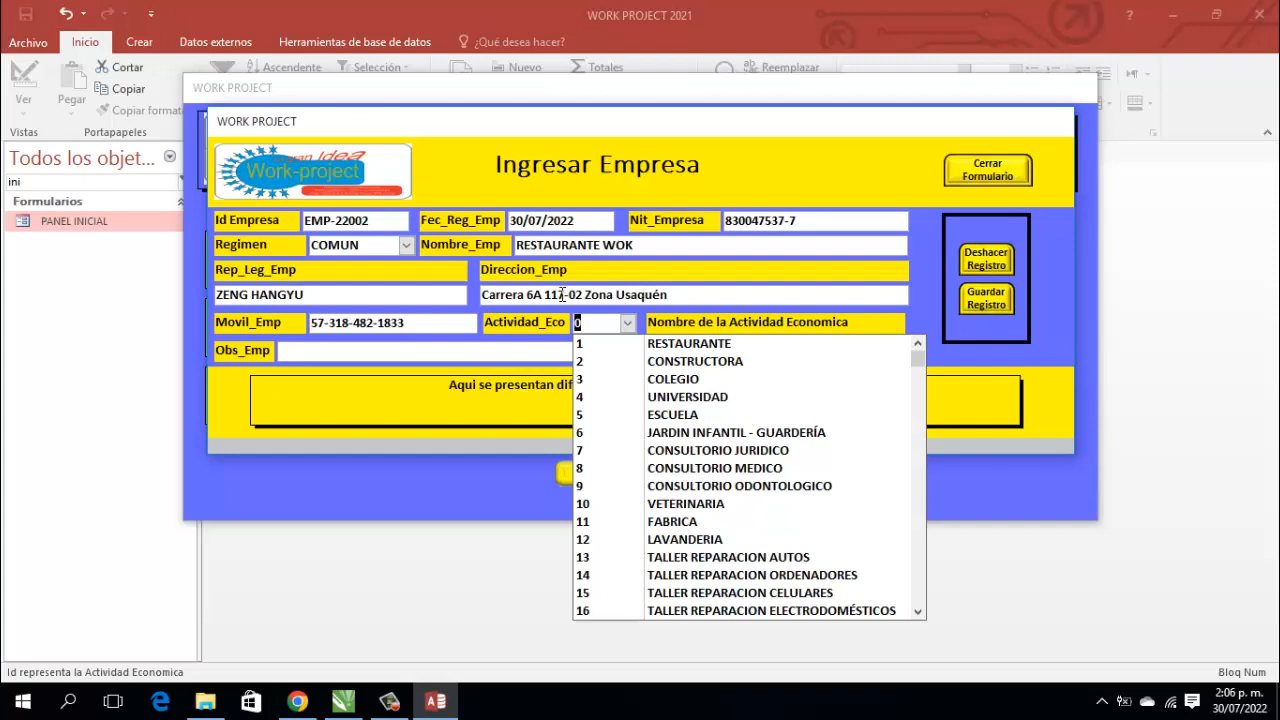 WORK PROJECT 2021
Archivo Inicio Crear Datos externos Herramientas de base de datos ¿Qué desea hacer?
Ver
Vistas
Pegar
Cortar
Copiar
Copiar formato
Portapapeles
Ascendente
Selección
Nuevo
Totales
Reemplazar
Todos los objet...
ini
Formularios
PANEL INICIAL
WORK PROJECT
WORK PROJECT
Idea
Work-project
Ingresar Empresa
Cerrar
Formulario
Id Empresa EMP-22002 Fec_Reg_Emp 30/07/2022 Nit_Empresa 830047537-7
Regimen COMUN Nombre_Emp RESTAURANTE WOK
Rep_Leg_Emp Direccion_Emp
ZENG HANGYU Carrera 6A 117-02 Zona Usaquén
Movil_Emp 57-318-482-1833 Actividad_Eco 0 Nombre de la Actividad Economica
Obs_Emp
Deshacer
Registro
Guardar
Registro
Aqui se presentan dif
1 RESTAURANTE
2 CONSTRUCTORA
3 COLEGIO
4 UNIVERSIDAD
5 ESCUELA
6 JARDIN INFANTIL - GUARDERÍA
7 CONSULTORIO JURIDICO
8 CONSULTORIO MEDICO
9 CONSULTORIO ODONTOLOGICO
10 VETERINARIA
11 FABRICA
12 LAVANDERIA
13 TALLER REPARACION AUTOS
14 TALLER REPARACION ORDENADORES
15 TALLER REPARACION CELULARES
16 TALLER REPARACION ELECTRODOMÉSTICOS
Id representa la Actividad Economica
Bloq Num
2:06 p. m.
30/07/2022